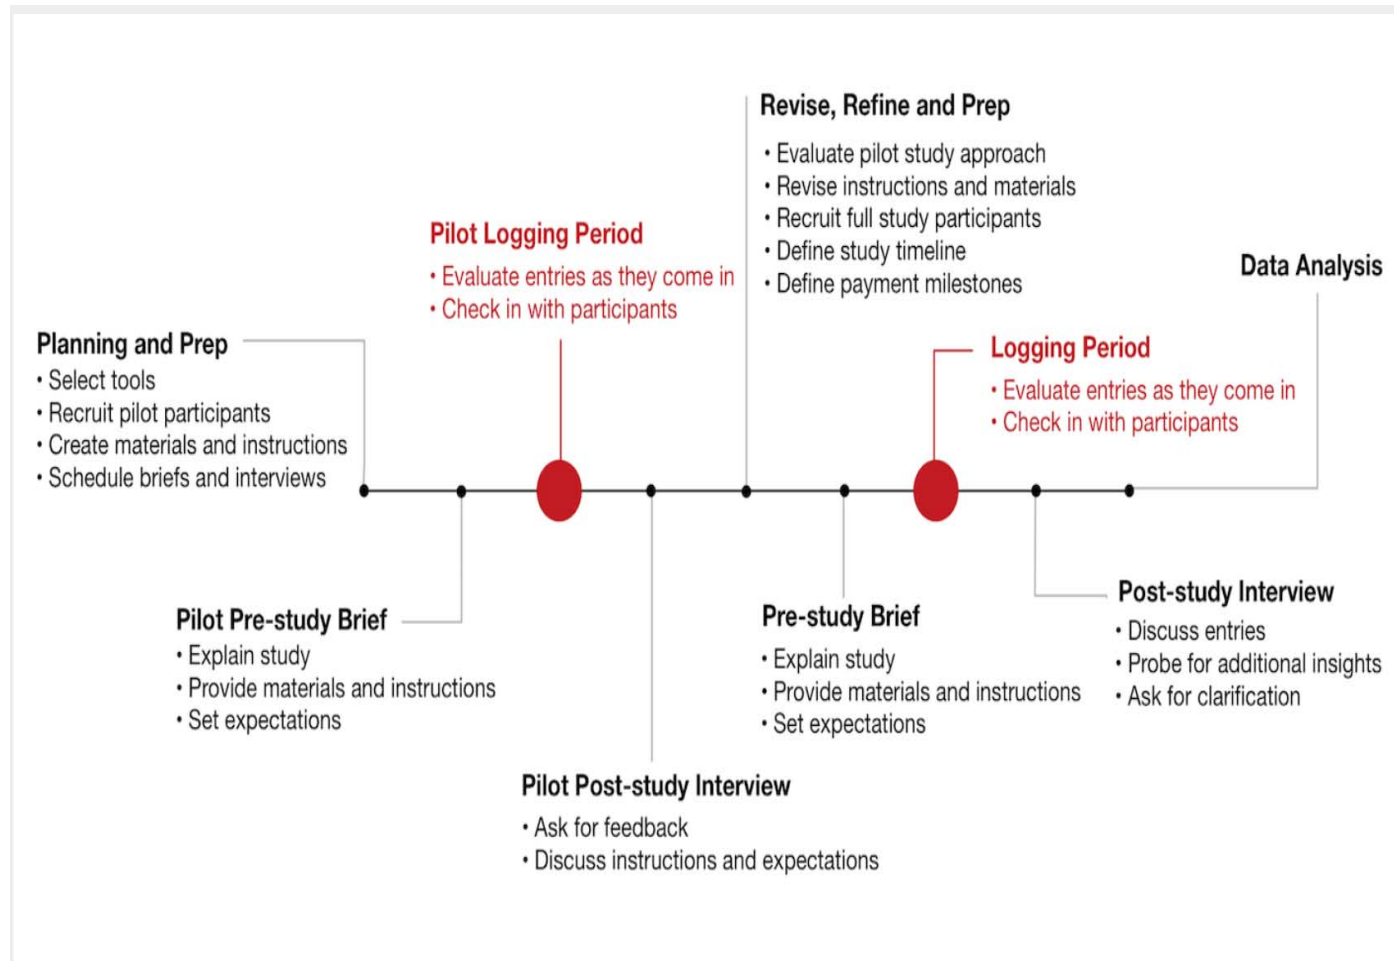 Planning and Prep
• Select tools
• Recruit pilot participants
• Create materials and instructions
• Schedule briefs and interviews
Pilot Pre-study Brief
• Explain study
• Provide materials and instructions
• Set expectations
Pilot Logging Period
• Evaluate entries as they come in
• Check in with participants
Pilot Post-study Interview
• Ask for feedback
• Discuss instructions and expectations
Revise, Refine and Prep
• Evaluate pilot study approach
• Revise instructions and materials
• Recruit full study participants
• Define study timeline
• Define payment milestones
Pre-study Brief
• Explain study
• Provide materials and instructions
• Set expectations
Logging Period
• Evaluate entries as they come in
• Check in with participants
Post-study Interview
• Discuss entries
• Probe for additional insights
• Ask for clarification
Data Analysis